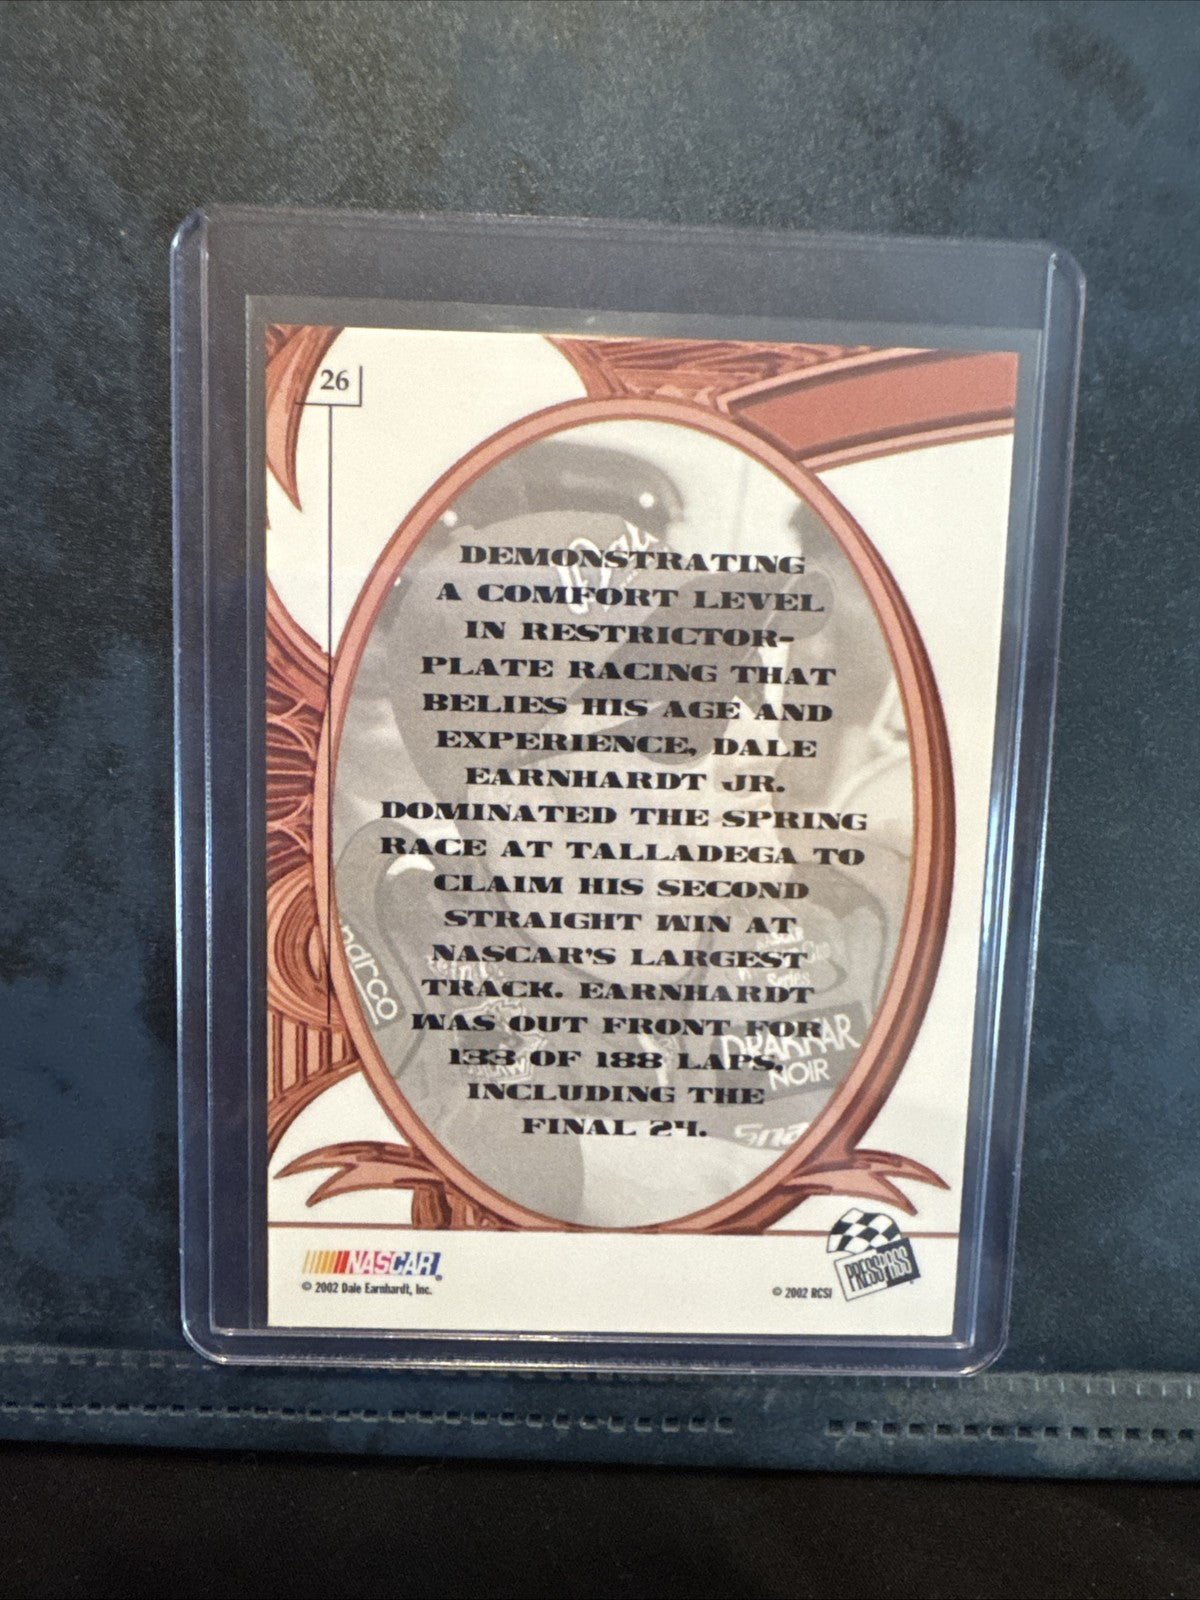 26
DEMONSTRATING
A COMFORT LEVEL
IN RESTRICTOR-
PLATE RACING THAT
BELIES HIS AGE AND
EXPERIENCE, DALE
EARNHARDT JR.
DOMINATED THE SPRING
RACE AT TALLADEGA TO
CLAIM HIS SECOND
STRAIGHT WIN AT
NASCAR'S LARGEST
TRACK. EARNHARDT
WAS OUT FRONT FOR
133 OF 188 LAPS,
INCLUDING THE
FINAL 24.
DRAKKAR
NOIR
NASCAR
© 2002 Dale Earnhardt, Inc.
© 2002 RCSI
PRESS PASS